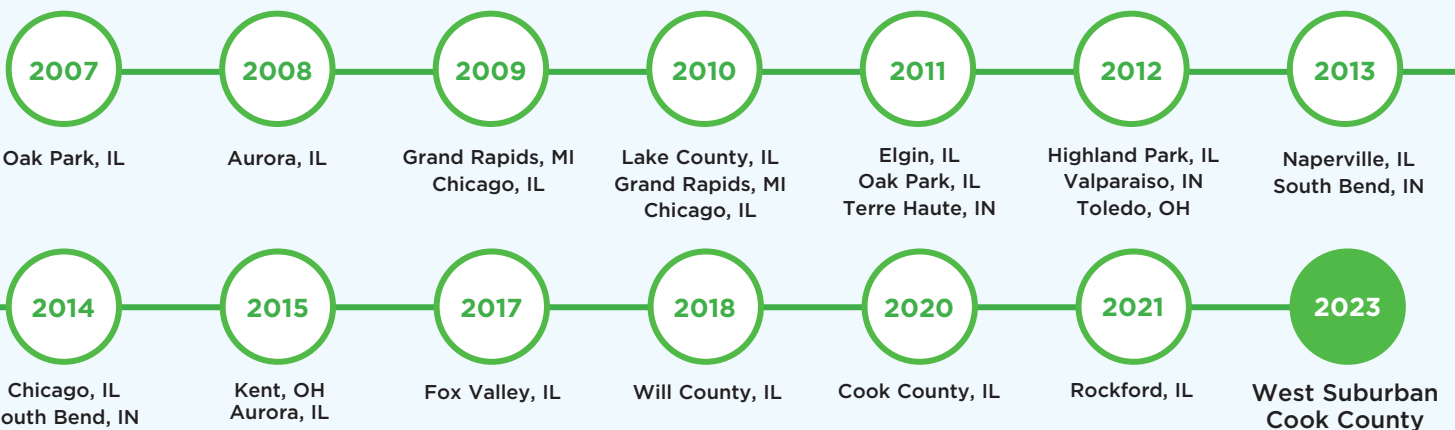 2007
2008
2009
2010
2011
2012
2013
Oak Park, IL
Aurora, IL
Grand Rapids, MI
Chicago, IL
Lake County, IL
Grand Rapids, MI
Chicago, IL
Elgin, IL
Oak Park, IL
Terre Haute, IN
Highland Park, IL
Valparaiso, IN
Toledo, OH
Naperville, IL
South Bend, IN
2014
2015
2017
2018
2020
2021
2023
Chicago, IL
outh Bend, IN
Kent, OH
Aurora, IL
Fox Valley, IL
Will County, IL
Cook County, IL
Rockford, IL
West Suburban
Cook County